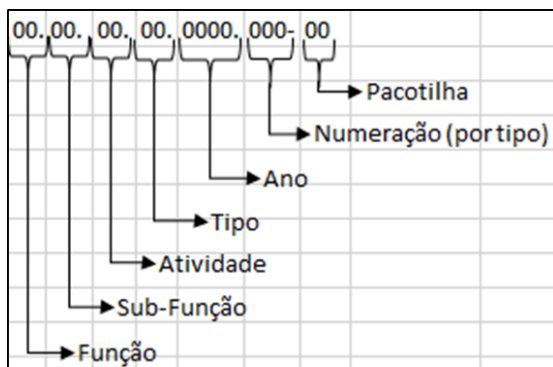 00. 00. 00. 00. 0000. 000- 00
Pacotilha
Numeração (por tipo)
Ano
Tipo
Atividade
Sub-Função
Função